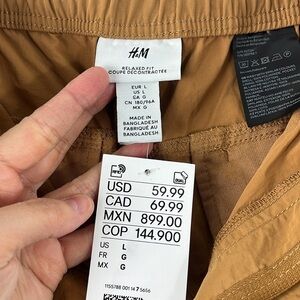 H&M
RELAXED FIT
COUPE DÉCONTRACTÉE
EUR L
US L
EA G
CN 180/96A
MX G
MADE IN
BANGLADESH
FABRIQUÉ AU
BANGLADESH
USD 59.99
CAD 69.99
MXN 899.00
COP 144.900
US L
FR G
MX G